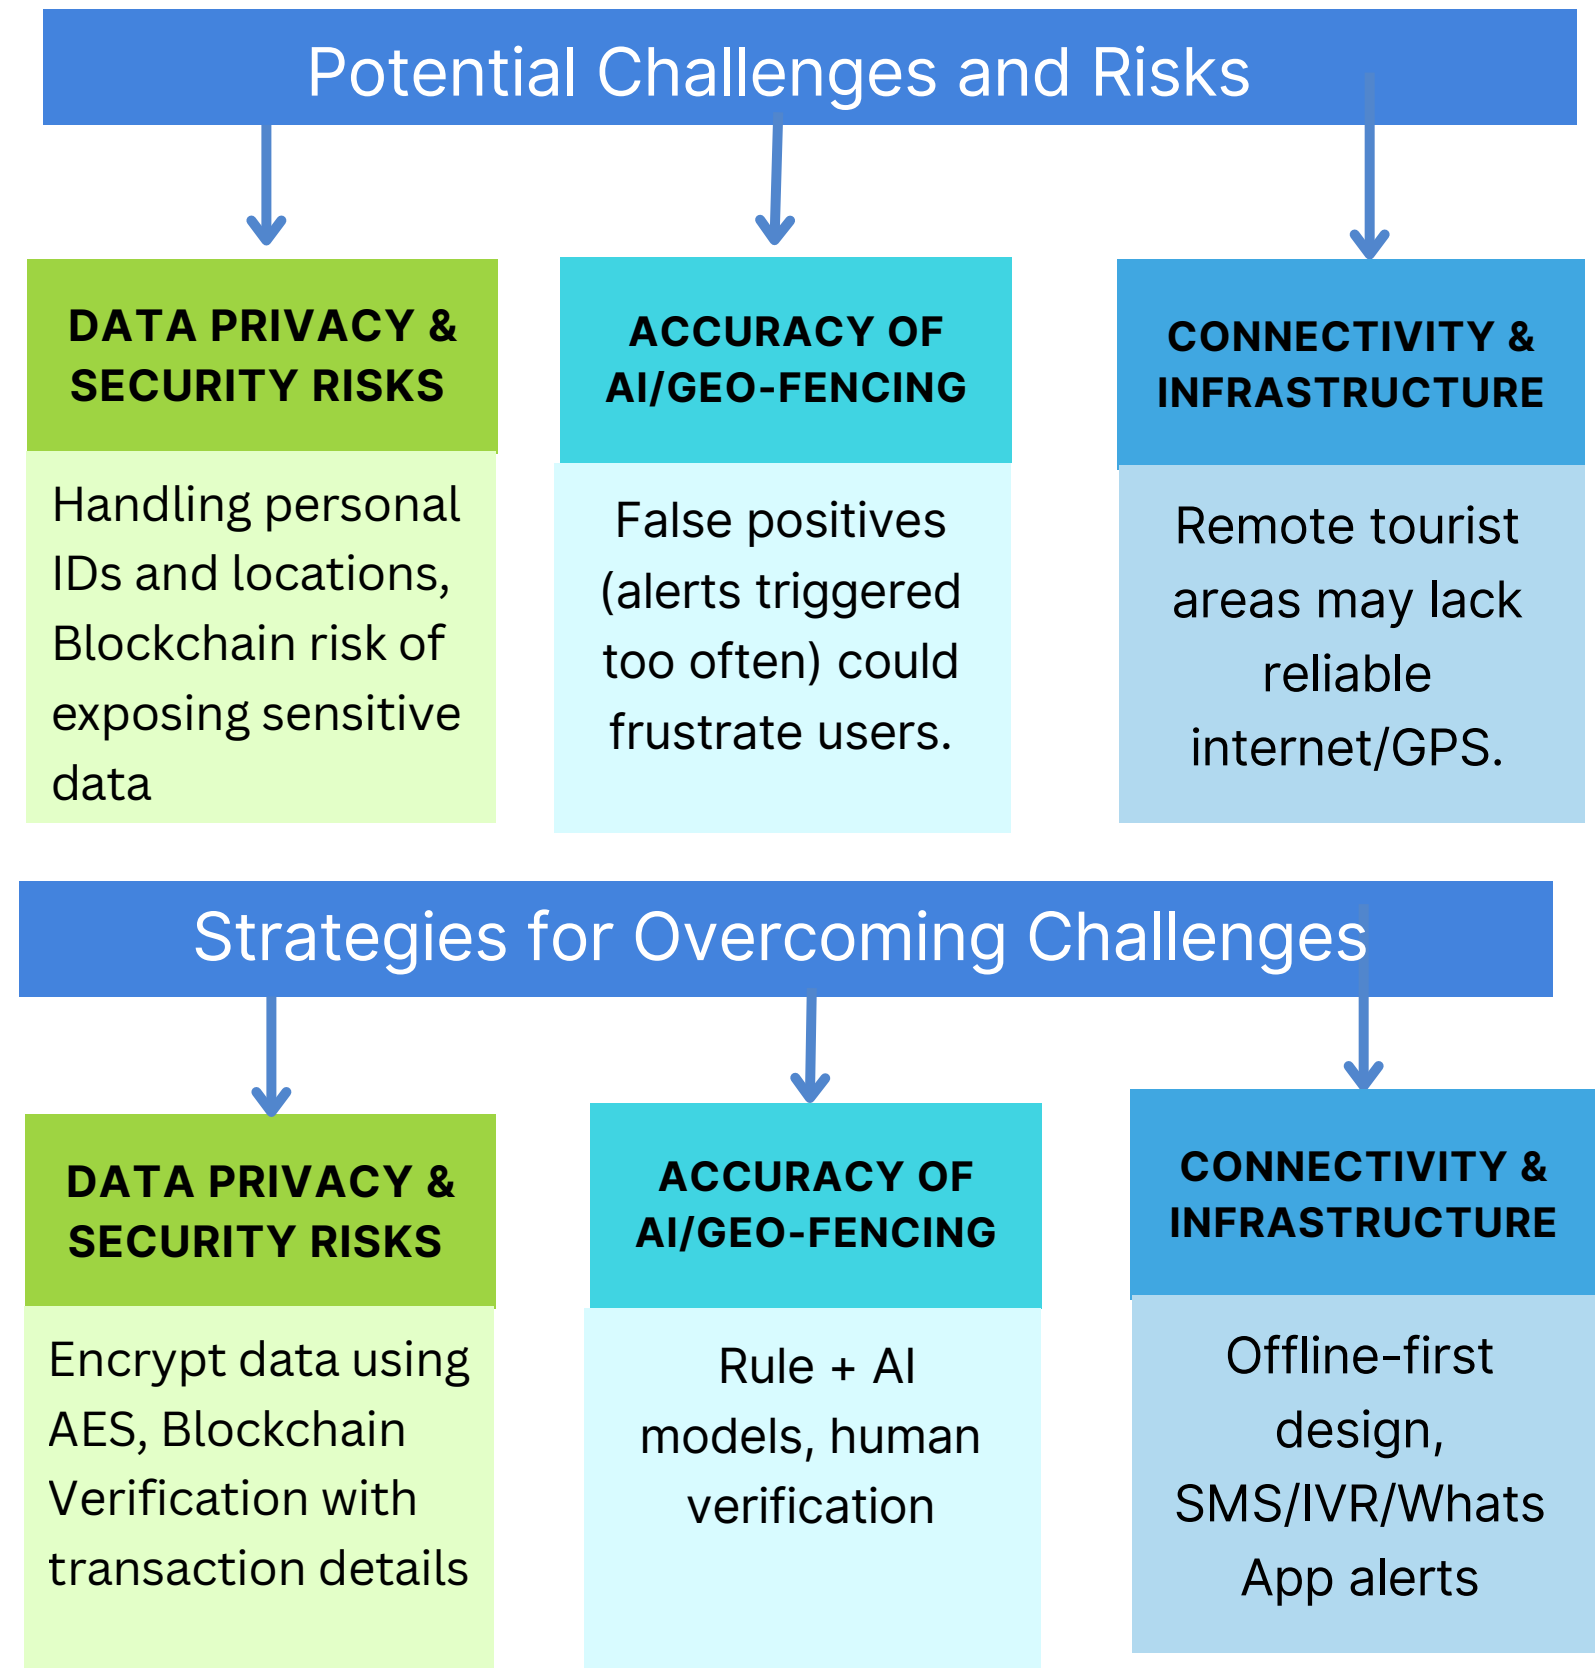 Potential Challenges and Risks
DATA PRIVACY &
SECURITY RISKS
Handling personal
IDs and locations,
Blockchain risk of
exposing sensitive
data
ACCURACY OF
AI/GEO-FENCING
False positives
(alerts triggered
too often) could
frustrate users.
CONNECTIVITY &
INFRASTRUCTURE
Remote tourist
areas may lack
reliable
internet/GPS.
Strategies for Overcoming Challenges
DATA PRIVACY &
SECURITY RISKS
Encrypt data using
AES, Blockchain
Verification with
transaction details
ACCURACY OF
AI/GEO-FENCING
Rule + AI
models, human
verification
CONNECTIVITY &
INFRASTRUCTURE
Offline-first
design,
SMS/IVR/Whats
App alerts